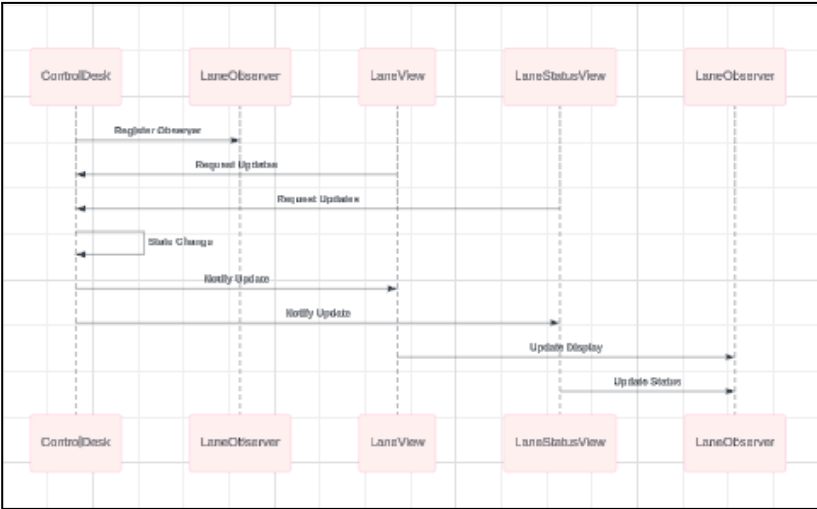 ControlDesk LaneObserver LaneView LaneStatusView LaneObserver
Register Observer
Request Updates
Request Updates
State Change
Notify Update
Notify Update
Update Display
Update Status
ControlDesk LaneObserver LaneView LaneStatusView LaneObserver